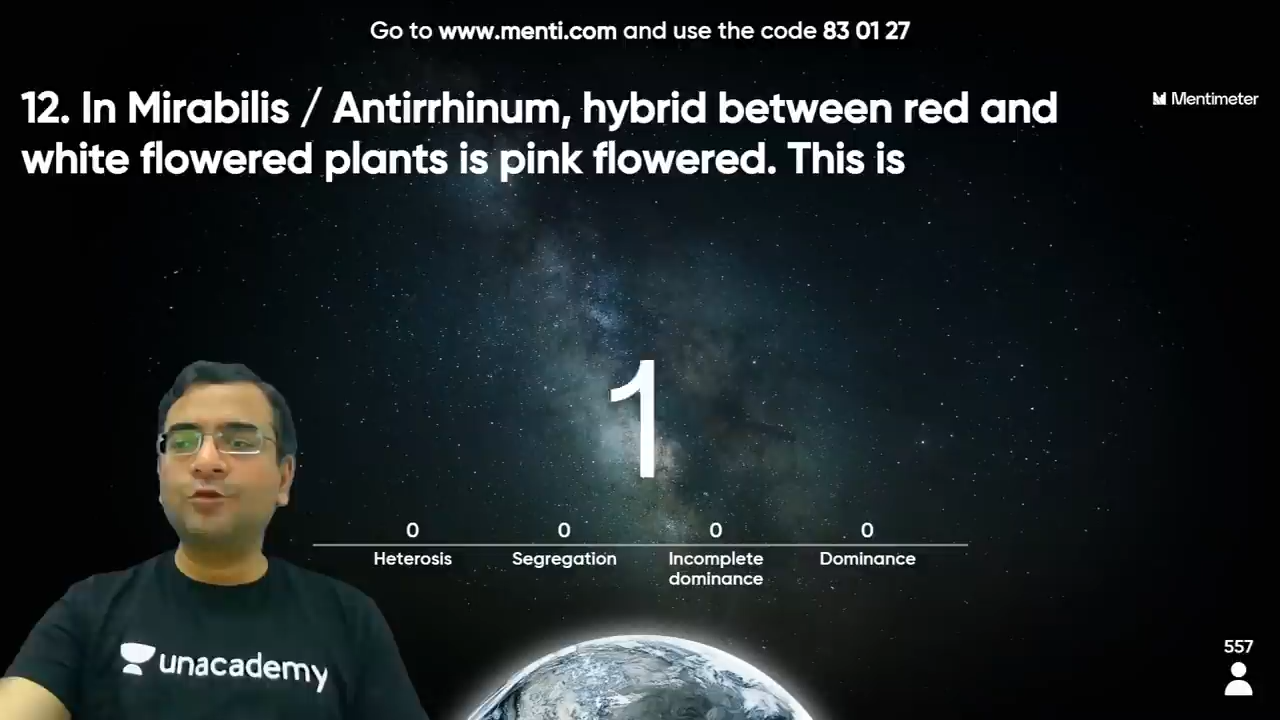 Go to www.menti.com and use the code 83 01 27
12. In Mirabilis / Antirrhinum, hybrid between red and
white flowered plants is pink flowered. This is
Mentimeter
1
0 0 0 0
Heterosis Segregation Incomplete dominance Dominance
unacademy
557